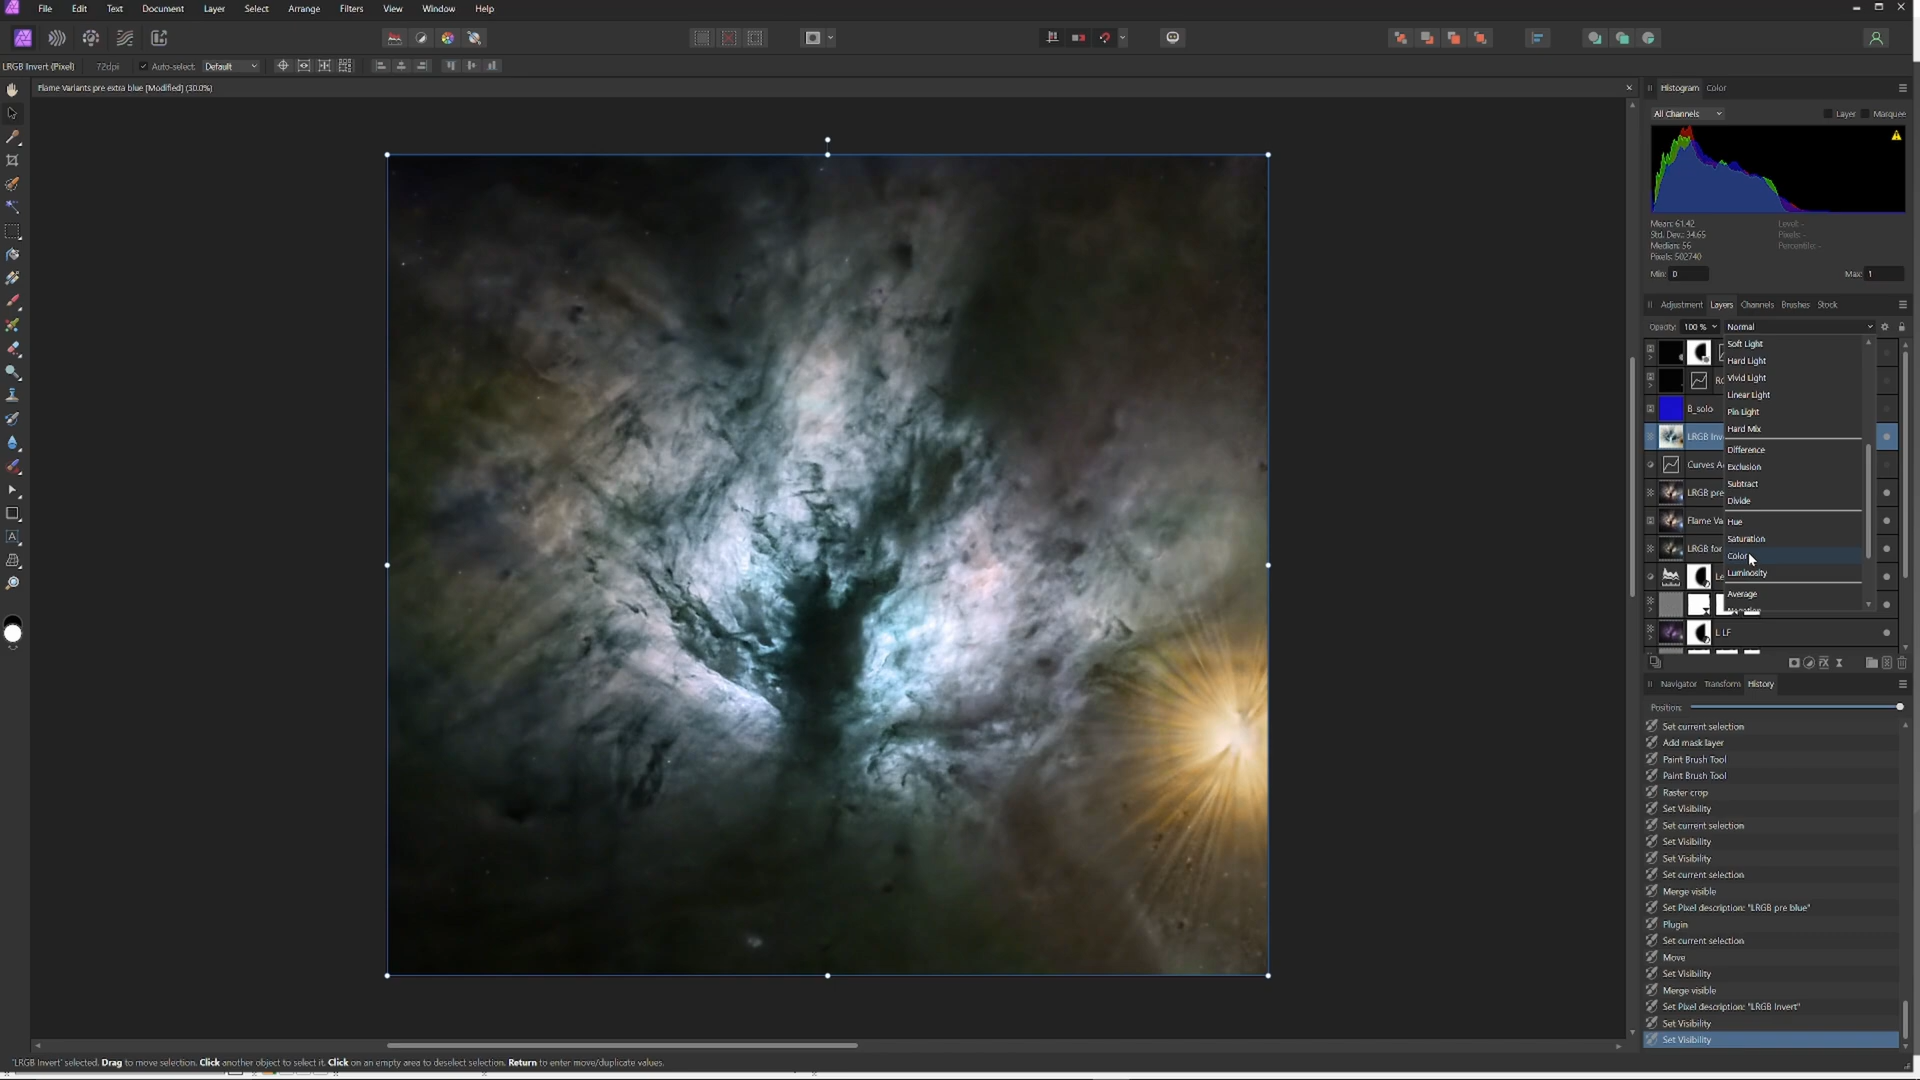 File Edit Text Document Layer Select Arrange Filters View Window Help
LRGB Invert (Pixel) 72dpi Auto-select: Default
Flame Variants pre extra blue [Modified] (30.0%)
Histogram Color
All Channels Layer Marquee
Mean: 61.42 Level: -
Std. Dev.: 34.65 Pixels: -
Median: 56 Percentile: -
Pixels: 502740
Min: 0 Max: 1
Adjustment Layers Channels Brushes Stock
Opacity: 100 % Normal
Soft Light
Hard Light
Vivid Light
Linear Light
Pin Light
Hard Mix
Difference
Exclusion
Subtract
Divide
Hue
Saturation
Color
Luminosity
Average
B_solo
LRGB Inv
Curves A
LRGB pre
Flame Va
LRGB for
Le
L LF
Navigator Transform History
Position:
Set current selection
Add mask layer
Paint Brush Tool
Paint Brush Tool
Raster crop
Set Visibility
Set current selection
Set Visibility
Set Visibility
Set current selection
Merge visible
Set Pixel description: "LRGB pre blue"
Plugin
Set current selection
Move
Set Visibility
Merge visible
Set Pixel description: "LRGB Invert"
Set Visibility
Set Visibility
'LRGB Invert' selected. Drag to move selection. Click another object to select it. Click on an empty area to deselect selection. Return to enter move/duplicate values.